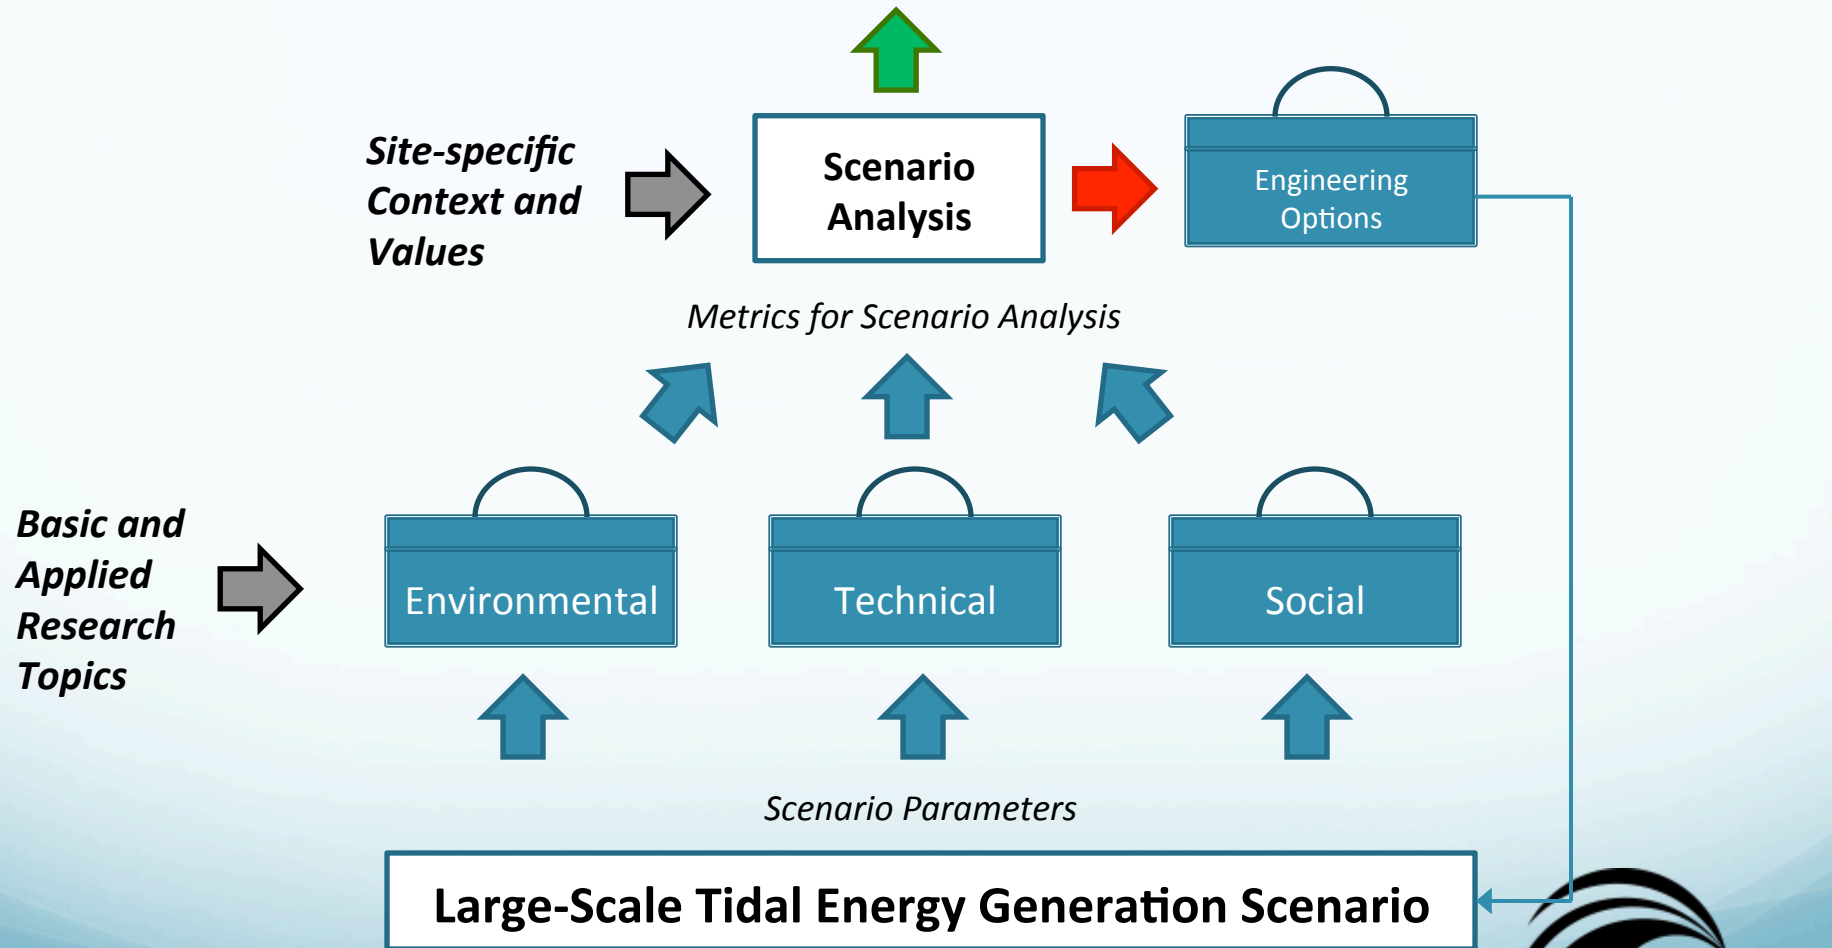 Site-specific
Context and
Values
Scenario
Analysis
Engineering
Options
Metrics for Scenario Analysis
Basic and
Applied
Research
Topics
Environmental
Technical
Social
Scenario Parameters
Large-Scale Tidal Energy Generation Scenario